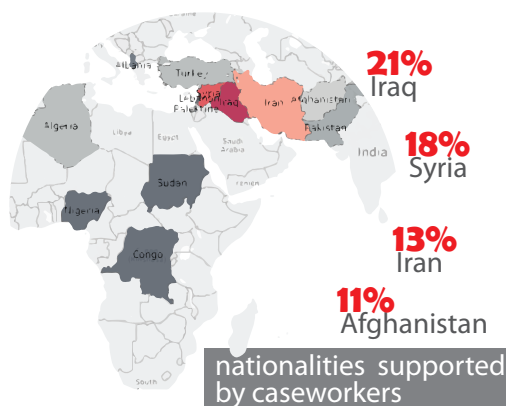 Albania
Turkey
Syria
Lebanon
Palestine
Iraq
Iran
Afghanistan
Pakistan
Algeria
Libya
Egypt
Saudi
Arabia
Yemen
India
Sudan
Nigeria
Congo
South
21%
Iraq
18%
Syria
13%
Iran
11%
Afghanistan
nationalities supported
by caseworkers